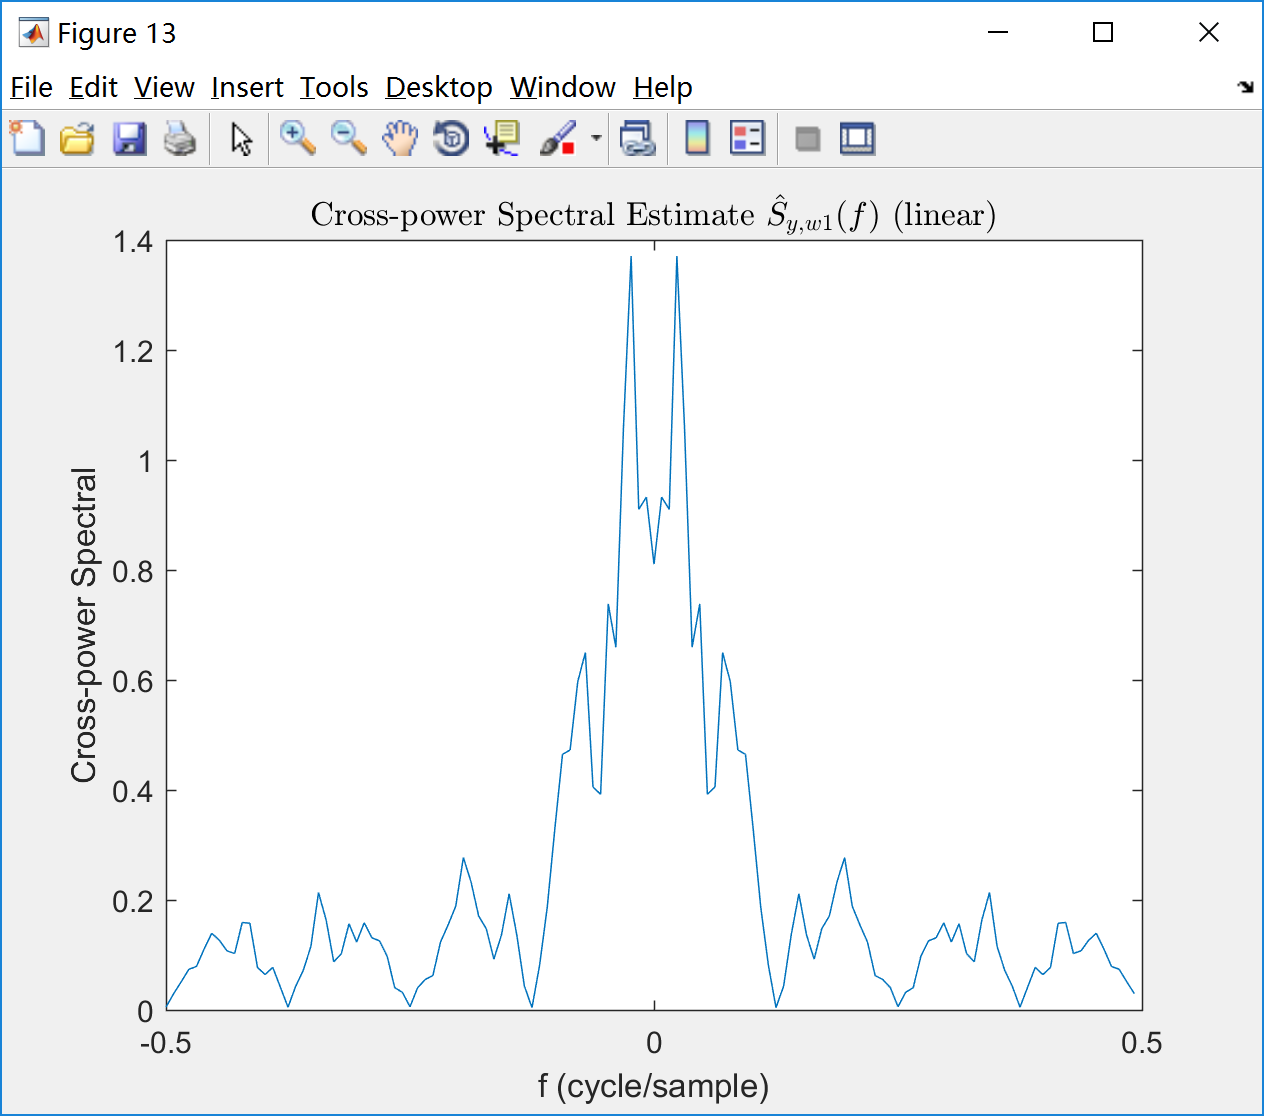 Figure 13
File Edit View Insert Tools Desktop Window Help
Cross-power Spectral Estimate Ŝ_{y,w1}(f) (linear)
1.4
1.2
1
0.8
0.6
0.4
0.2
0
Cross-power Spectral
-0.5 0 0.5
f (cycle/sample)